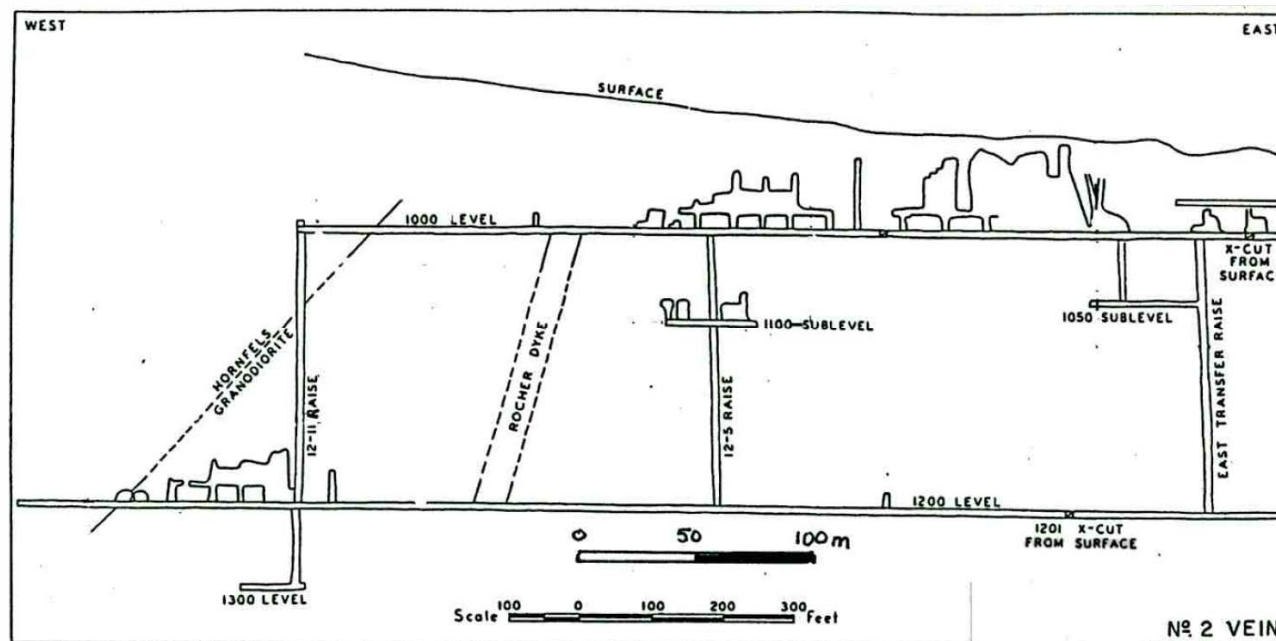 WEST
EAST
SURFACE
1000 LEVEL
X-CUT
FROM
SURFACE
HORNFELS
GRANODIORITE
12-11 RAISE
ROCHER DYKE
1100 SUBLEVEL
12-5 RAISE
1050 SUBLEVEL
EAST TRANSFER RAISE
1200 LEVEL
1201 X-CUT
FROM SURFACE
0 50 100 m
1300 LEVEL
Scale 100 0 100 200 300 Feet
Nº 2 VEIN